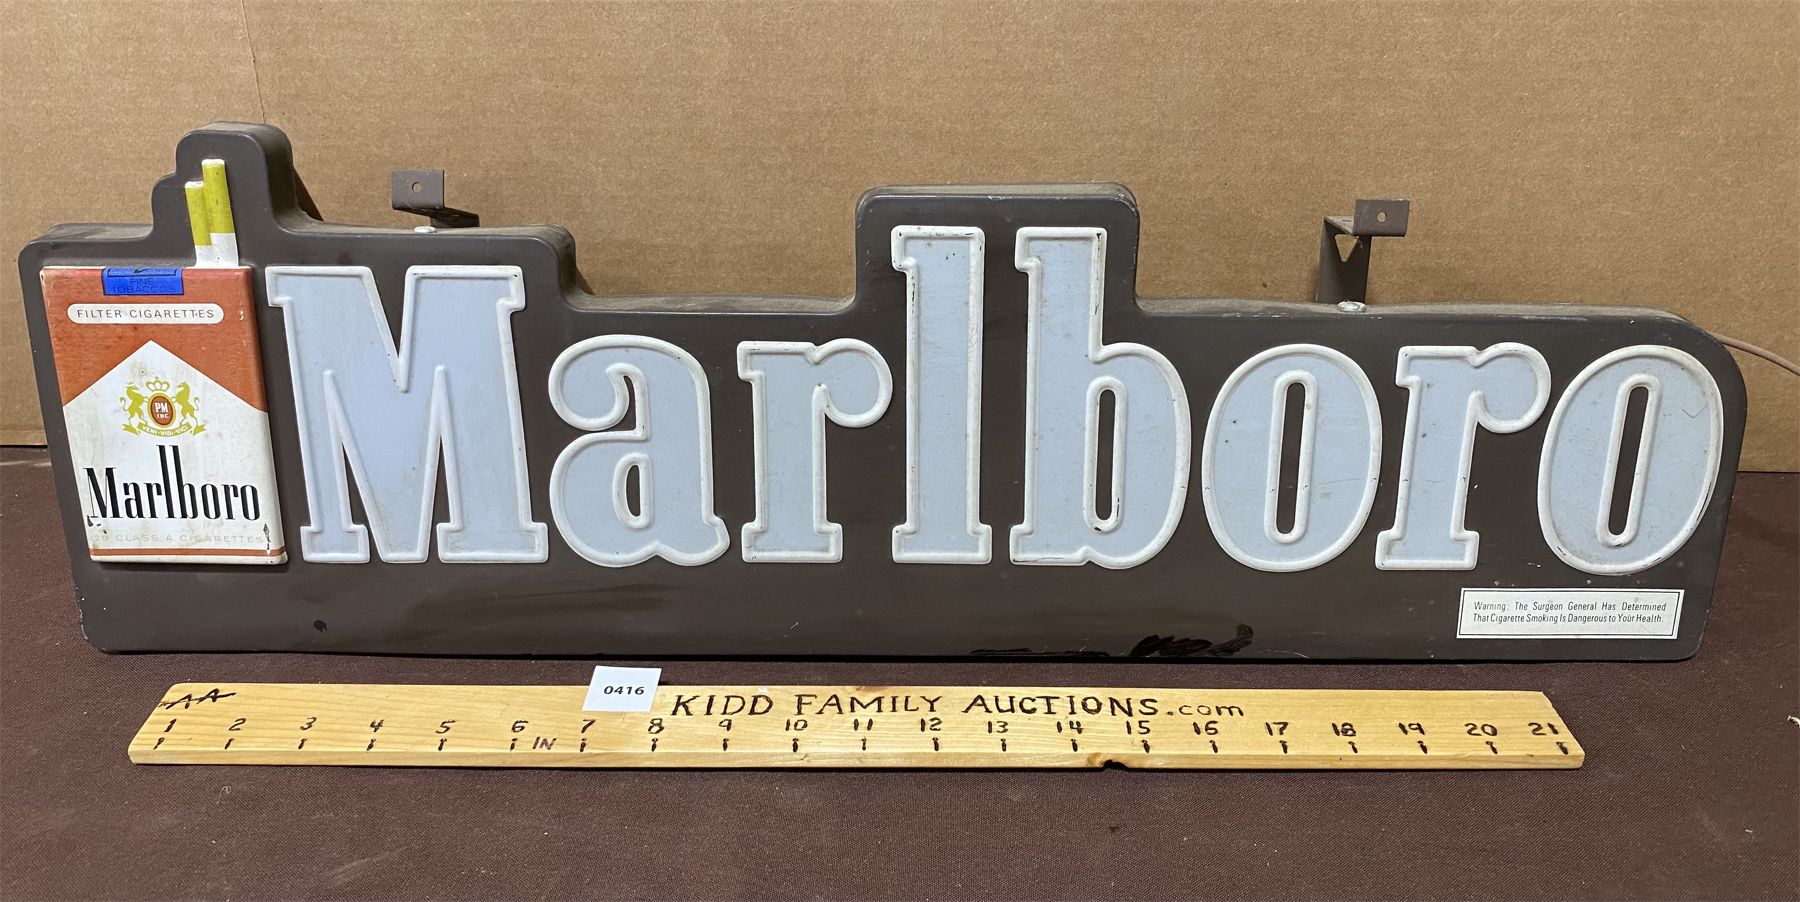 FINE
TOBACCOS
FILTER CIGARETTES
PM
INC
VENI·VIDI·VICI
Marlboro
20 CLASS A CIGARETTES
Marlboro
Warning: The Surgeon General Has Determined
That Cigarette Smoking Is Dangerous to Your Health.
0416
AA
KIDD FAMILY AUCTIONS.com
1 2 3 4 5 6 7 8 9 10 11 12 13 14 15 16 17 18 19 20 21
IN